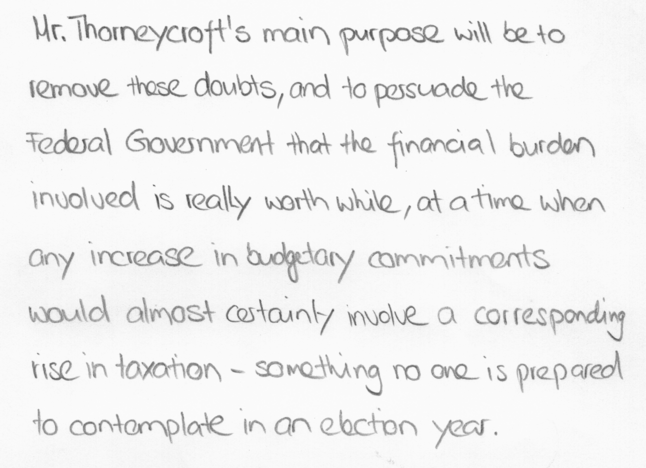 Mr. Thorneycroft's main purpose will be to
remove these doubts, and to persuade the
Federal Government that the financial burden
involved is really worth while, at a time when
any increase in budgetary commitments
would almost certainly involve a corresponding
rise in taxation - something no one is prepared
to contemplate in an election year.